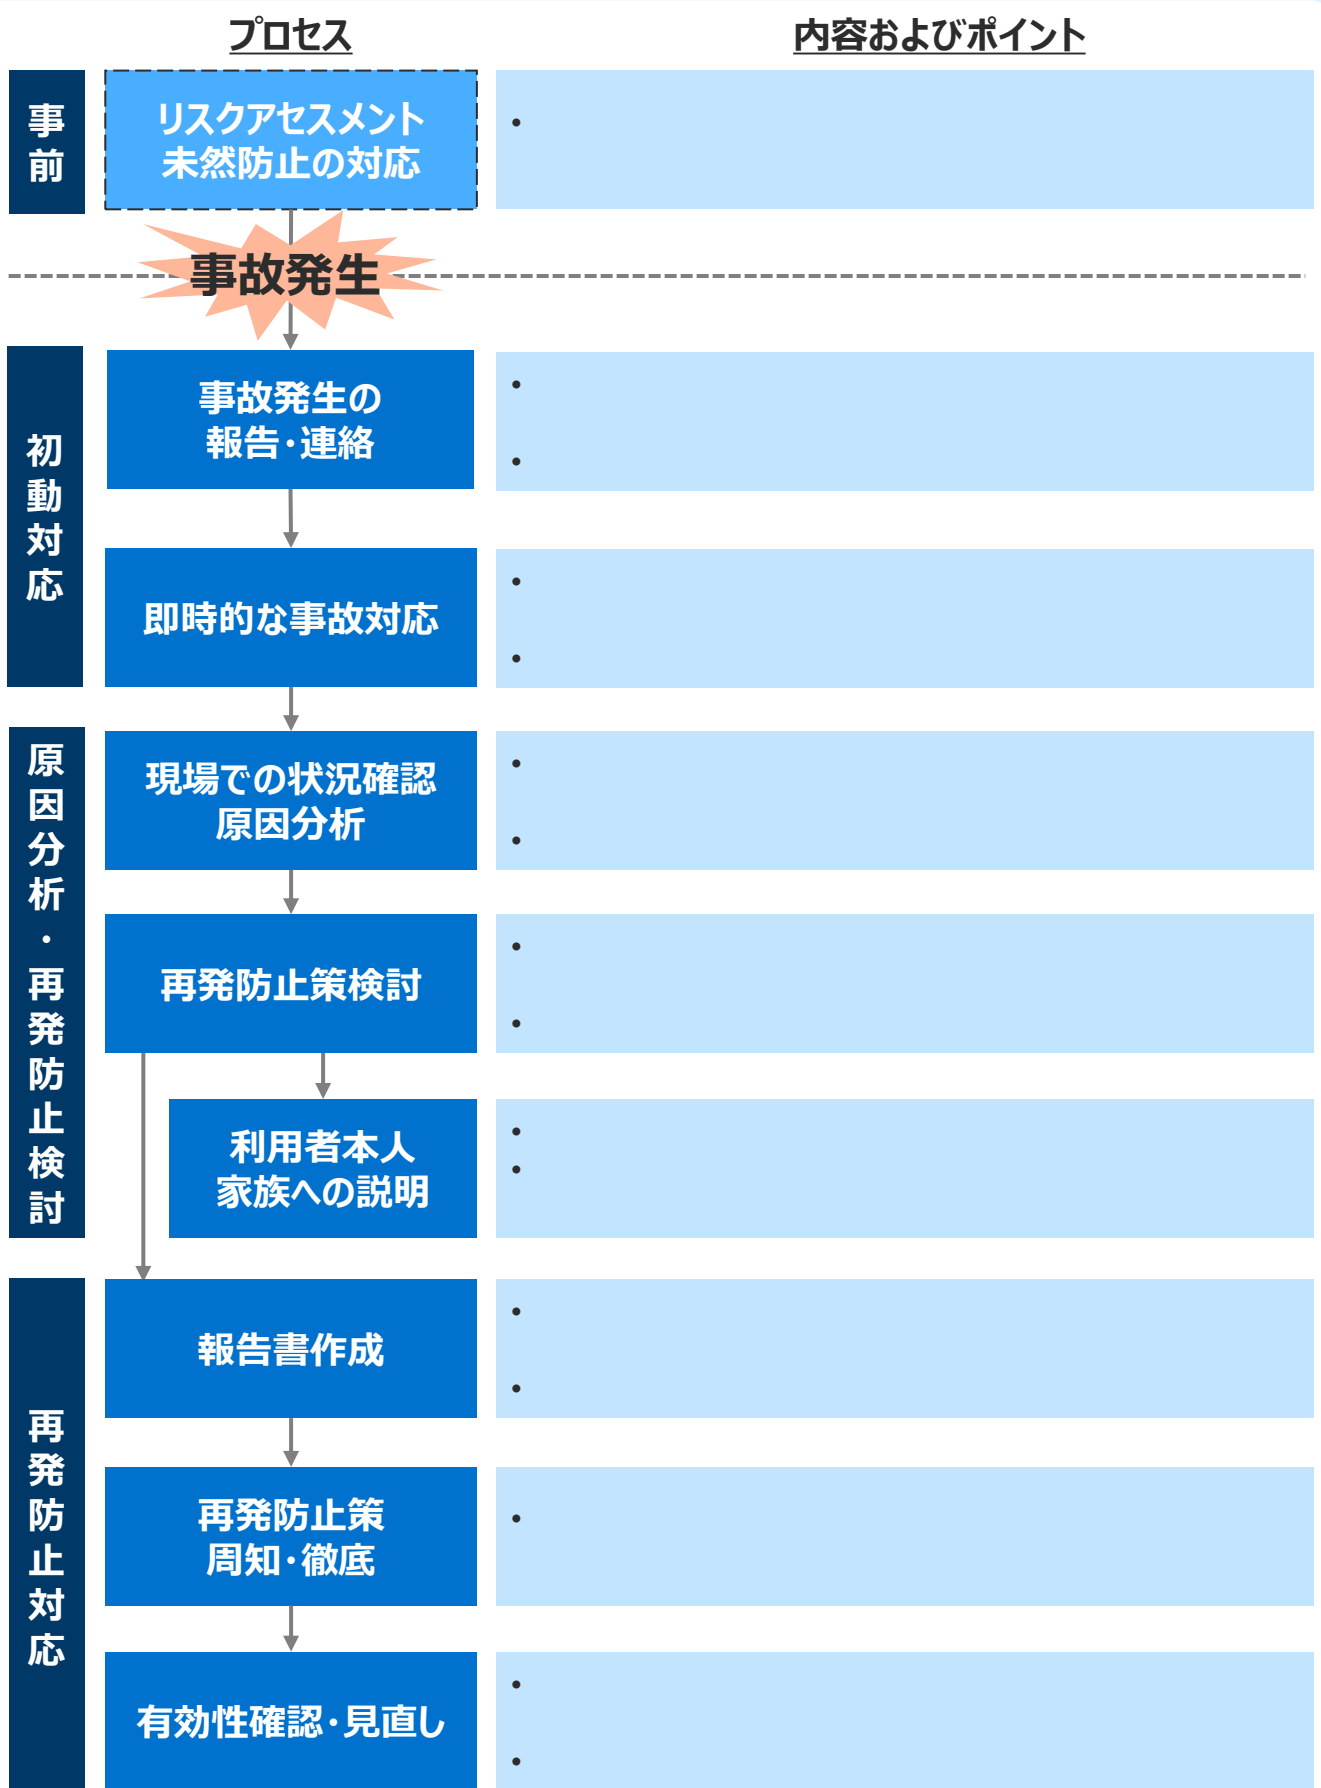 プロセス
内容およびポイント
事前
リスクアセスメント
未然防止の対応
•
事故発生
初動対応
事故発生の
報告・連絡
•
•
即時的な事故対応
•
•
原因分析・再発防止検討
現場での状況確認
原因分析
•
•
再発防止策検討
•
•
利用者本人
家族への説明
•
•
再発防止対応
報告書作成
•
•
再発防止策
周知・徹底
•
有効性確認・見直し
•
•